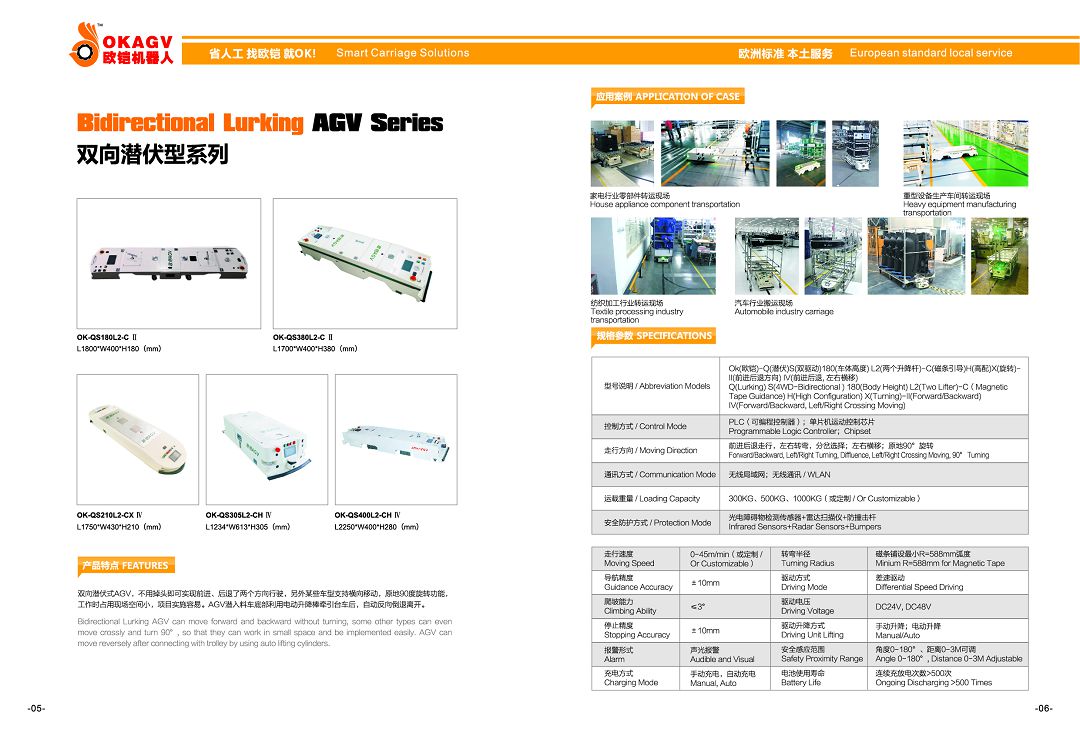 OKAGV
TM
欧铠机器人
省人工 找欧铠 就OK! Smart Carriage Solutions
欧洲标准 本土服务 European standard local service
Bidirectional Lurking AGV Series
双向潜伏型系列
OK-QS180L2-C Ⅱ
L1800*W400*H180（mm）
OK-QS380L2-C Ⅱ
L1700*W400*H380（mm）
OK-QS210L2-CX Ⅳ
L1750*W430*H210（mm）
OK-QS305L2-CH Ⅳ
L1234*W613*H305（mm）
OK-QS400L2-CH Ⅳ
L2250*W400*H280（mm）
产品特点 FEATURES
双向潜伏式AGV，不用掉头即可实现前进、后退了两个方向行驶，另外某些车型支持横向移动，原地90度旋转功能，
工作时占用现场空间小，项目实施容易。AGV潜入料车底部利用电动升降棒牵引台车后，自动反向倒退离开。
Bidirectional Lurking AGV can move forward and backward without turning, some other types can even
move crossly and turn 90°, so that they can work in small space and be implemented easily. AGV can
move reversely after connecting with trolley by using auto lifting cylinders.
-05-
应用案例 APPLICATION OF CASE
家电行业零部件转运现场
House appliance component transportation
重型设备生产车间转运现场
Heavy equipment manufacturing
transportation
纺织加工行业转运现场
Textile processing industry
transportation
汽车行业搬运现场
Automobile industry carriage
规格参数 SPECIFICATIONS
型号说明 / Abbreviation Models
Ok(欧铠)-Q(潜伏)S(双驱动)180(车体高度) L2(两个升降杆)-C(磁条引导)H(高配)X(旋转)-
II(前进后退方向) IV(前进后退, 左右横移)
Q(Lurking) S(4WD-Bidirectional ) 180(Body Height) L2(Two Lifter)-C（ Magnetic
Tape Guidance) H(High Configuration) X(Turning)-II(Forward/Backward)
IV(Forward/Backward, Left/Right Crossing Moving)
控制方式 / Control Mode
PLC（ 可编程控制器）；单片机运动控制芯片
Programmable Logic Controller；Chipset
走行方向 / Moving Direction
前进后退走行，左右转弯，分岔选择；左右横移；原地90° 旋转
Forward/Backward, Left/Right Turning, Diffluence, Left/Right Crossing Moving, 90° Turning
通讯方式 / Communication Mode
无线局域网；无线通讯 / WLAN
运载重量 / Loading Capacity
300KG、500KG、1000KG（ 或定制 / Or Customizable ）
安全防护方式 / Protection Mode
光电障碍物检测传感器+雷达扫描仪+防撞击杆
Infrared Sensors+Radar Sensors+Bumpers
走行速度
Moving Speed
0-45m/min（ 或定制 /
Or Customizable ）
转弯半径
Turning Radius
磁条铺设最小R=588mm弧度
Minium R=588mm for Magnetic Tape
导航精度
Guidance Accuracy
±10mm
驱动方式
Driving Mode
差速驱动
Differential Speed Driving
爬坡能力
Climbing Ability
≤3°
驱动电压
Driving Voltage
DC24V, DC48V
停止精度
Stopping Accuracy
±10mm
驱动升降方式
Driving Unit Lifting
手动升降；电动升降
Manual/Auto
报警形式
Alarm
声光报警
Audible and Visual
安全感应范围
Safety Proximity Range
角度0-180° 、距离0-3M可调
Angle 0-180°, Distance 0-3M Adjustable
充电方式
Charging Mode
手动充电，自动充电
Manual, Auto
电池使用寿命
Battery Life
连续充放电次数>500次
Ongoing Discharging >500 Times
-06-